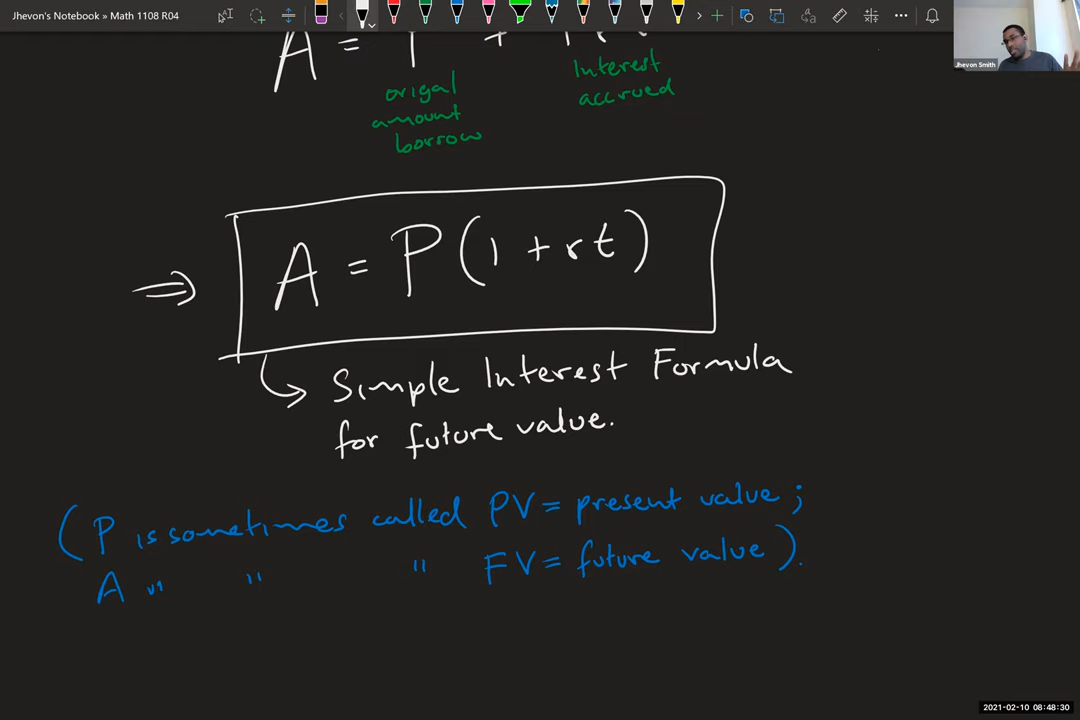 Jhevon's Notebook » Math 1108 R04
A = P +
origal
amount
borrow
Interest
accrued
Jhevon Smith
⇒ A = P(1+rt)
Simple Interest Formula
for future value.
(P is sometimes called PV = present value;
A " " " FV = future value).
2021-02-10 08:48:30